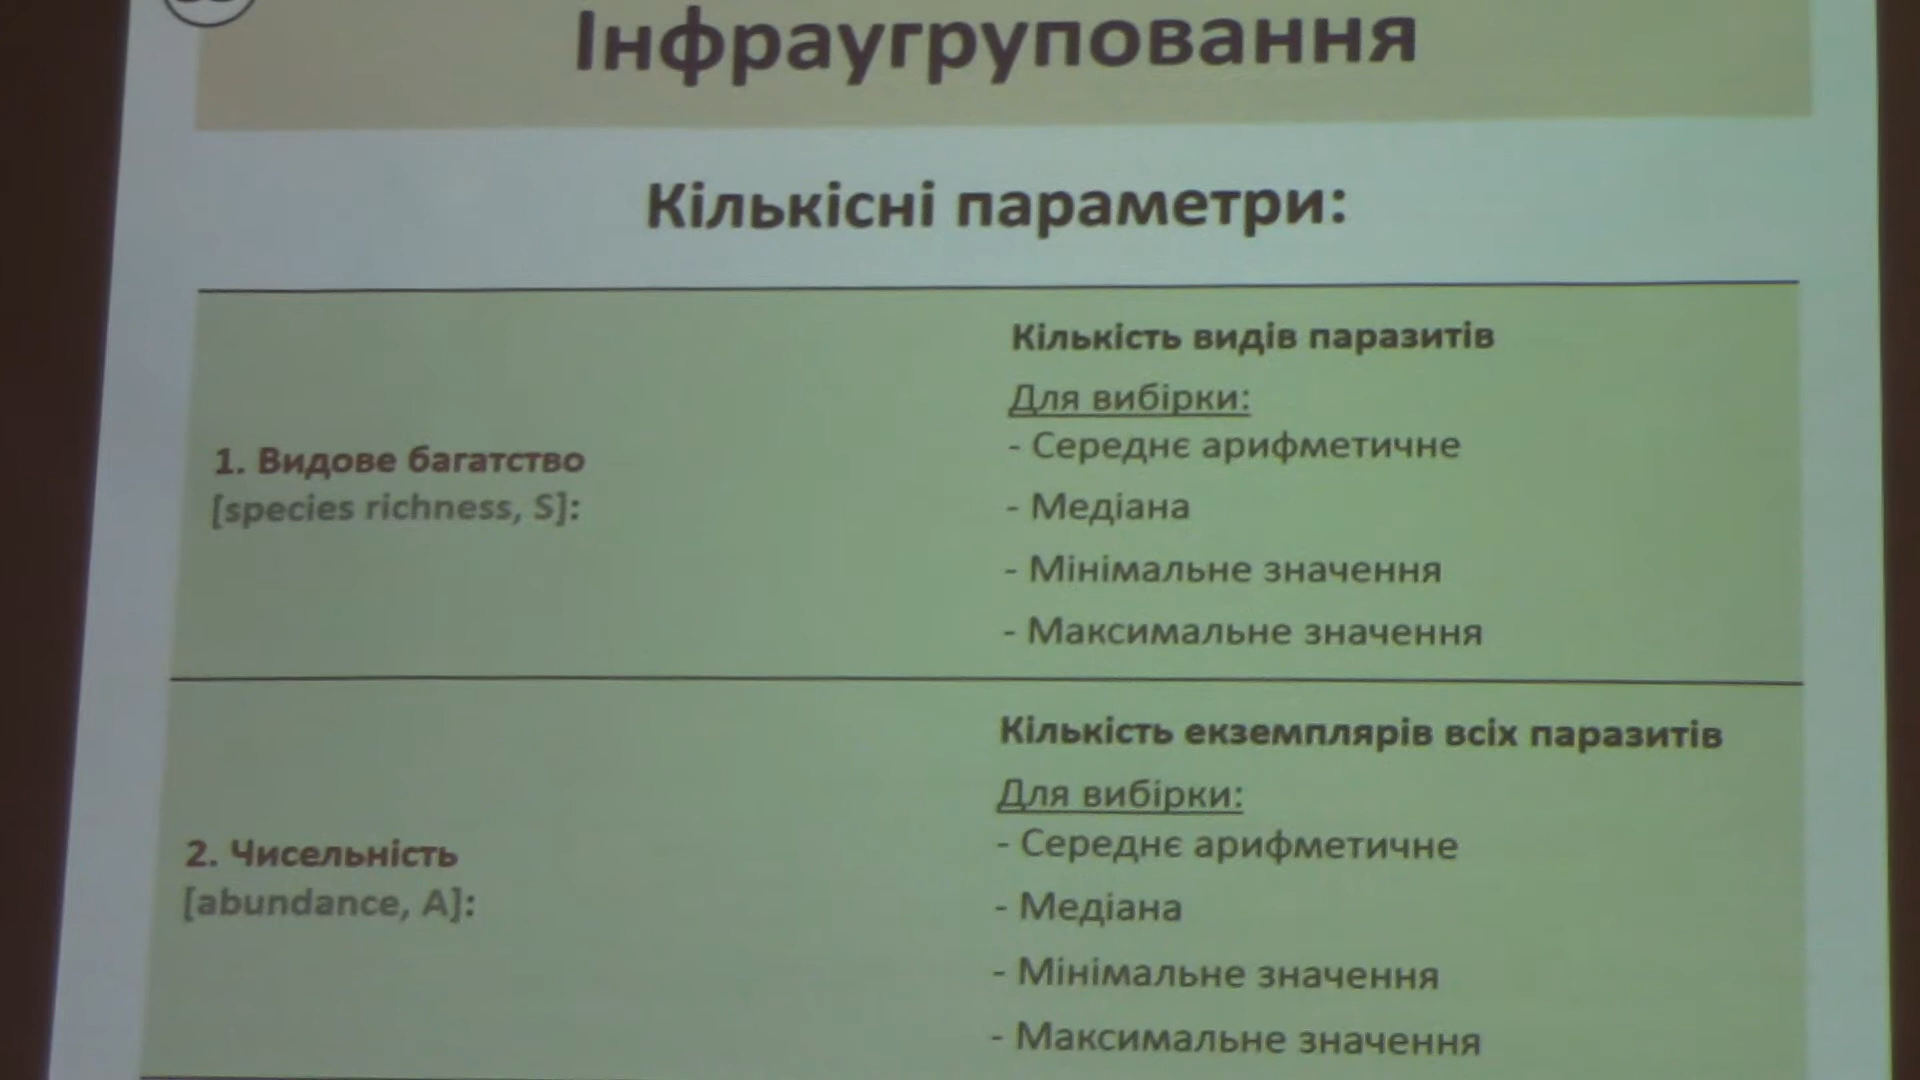 Інфраугруповання
Кількісні параметри:
1. Видове багатство
[species richness, S]:
Кількість видів паразитів
Для вибірки:
- Середнє арифметичне
- Медіана
- Мінімальне значення
- Максимальне значення
2. Чисельність
[abundance, A]:
Кількість екземплярів всіх паразитів
Для вибірки:
- Середнє арифметичне
- Медіана
- Мінімальне значення
- Максимальне значення